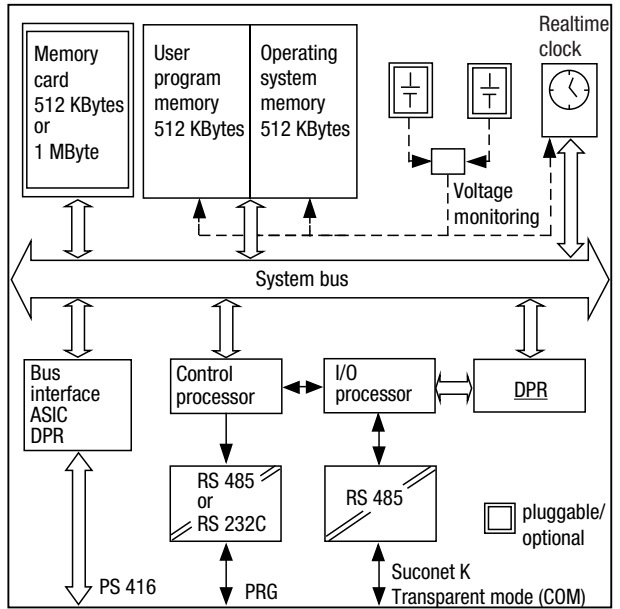 Realtime
clock
Memory
card
512 KBytes
or
1 MByte
User
program
memory
512 KBytes
Operating
system
memory
512 KBytes
Voltage
monitoring
System bus
Bus
interface
ASIC
DPR
Control
processor
I/O
processor
DPR
RS 485
or
RS 232C
RS 485
pluggable/
optional
PS 416
PRG
Suconet K
Transparent mode (COM)